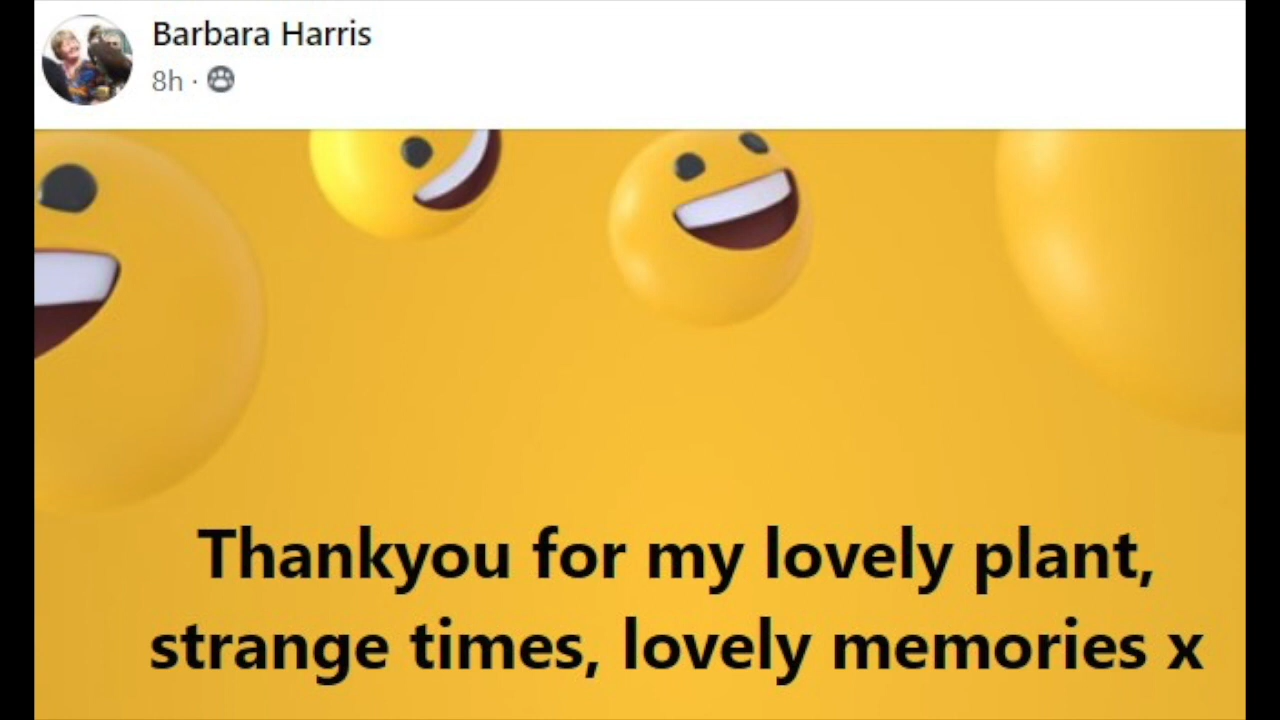 Barbara Harris
8h ·
Thankyou for my lovely plant,
strange times, lovely memories x